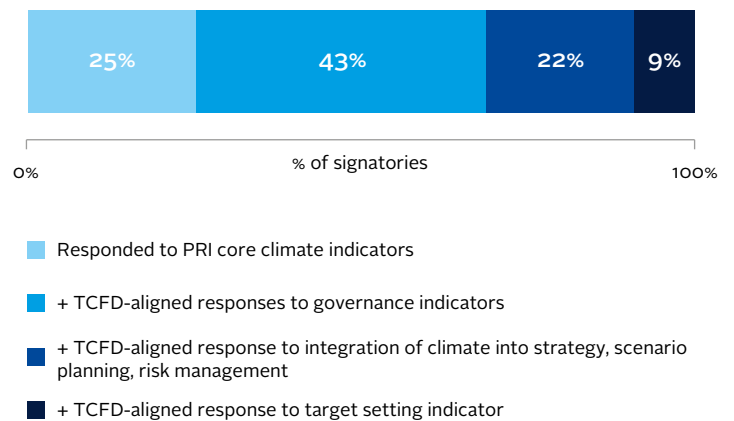 25% 43% 22% 9%
% of signatories
0% 100%
Responded to PRI core climate indicators
+ TCFD-aligned responses to governance indicators
+ TCFD-aligned response to integration of climate into strategy, scenario
planning, risk management
+ TCFD-aligned response to target setting indicator